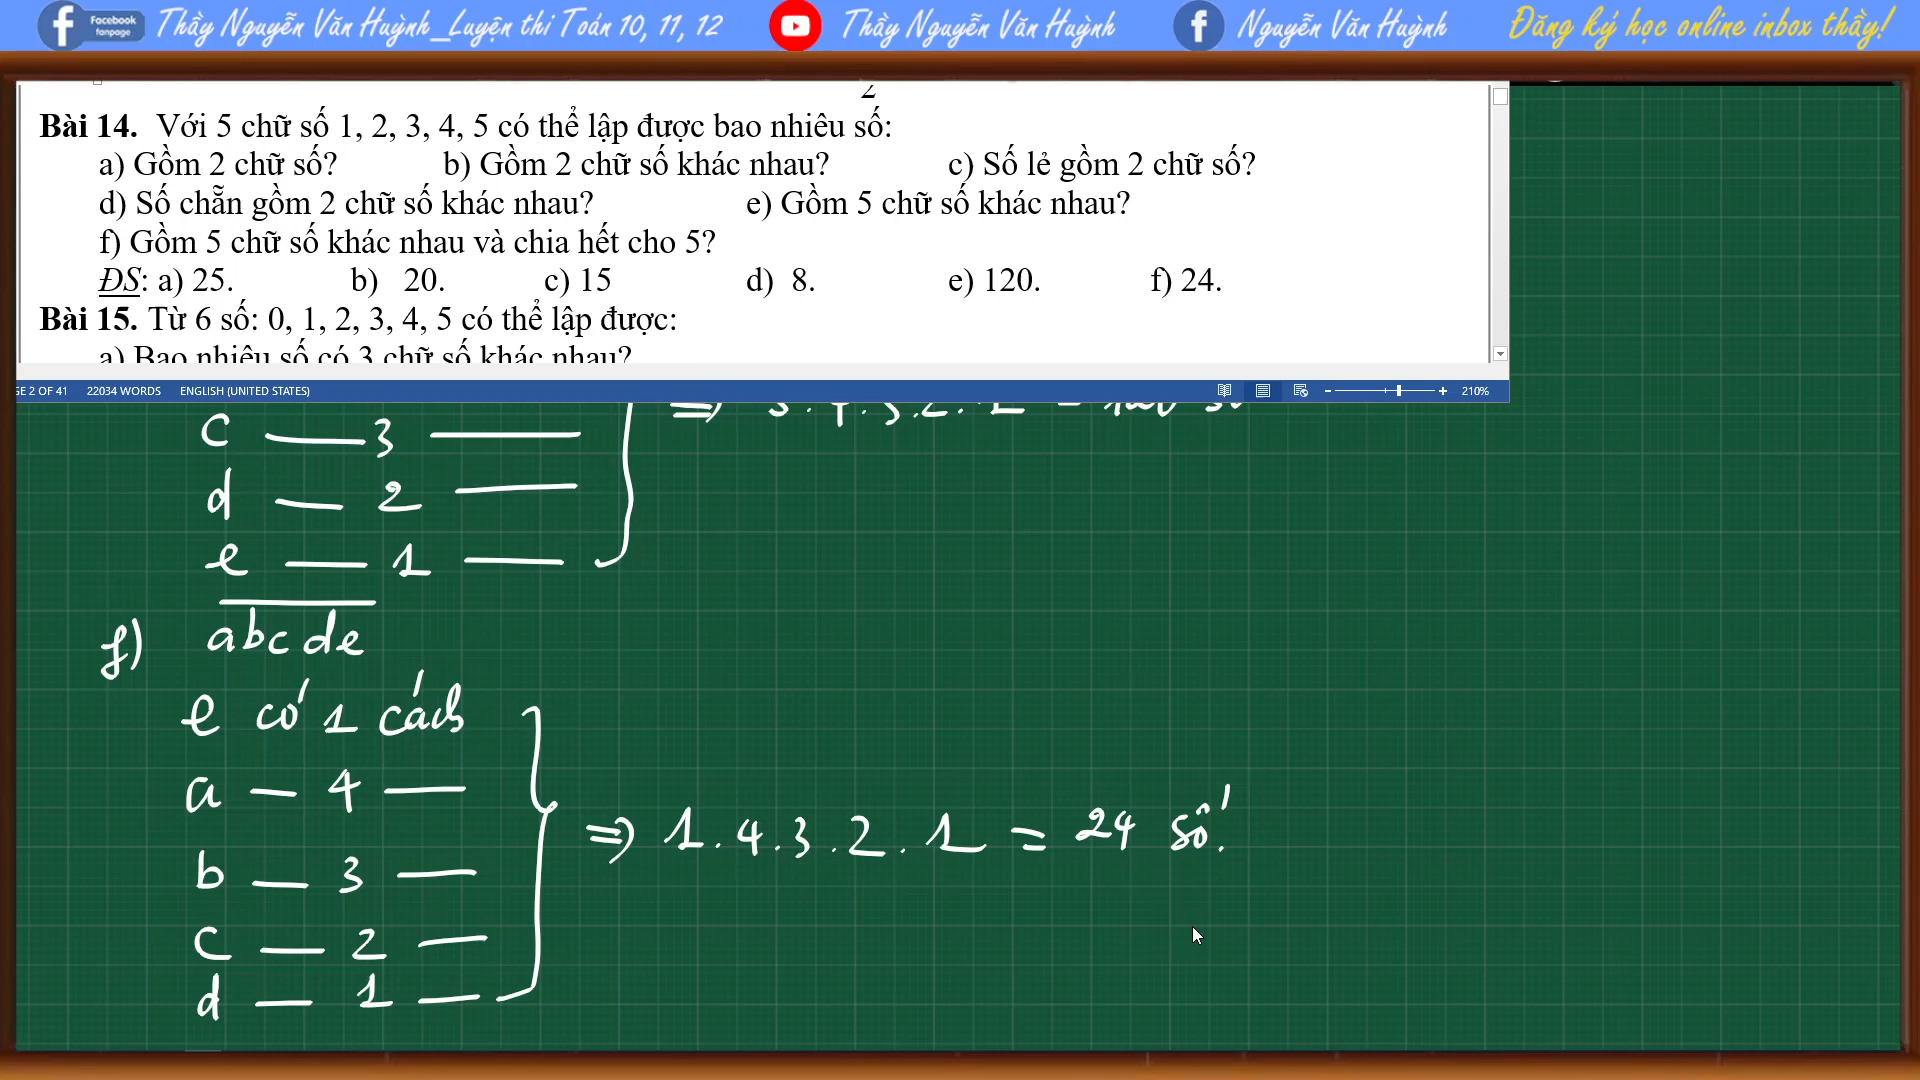 Facebook fanpage Thầy Nguyễn Văn Huỳnh_Luyện thi Toán 10, 11, 12 Thầy Nguyễn Văn Huỳnh f Nguyễn Văn Huỳnh Đăng ký học online inbox thầy!
2
Bài 14. Với 5 chữ số 1, 2, 3, 4, 5 có thể lập được bao nhiêu số:
a) Gồm 2 chữ số? b) Gồm 2 chữ số khác nhau? c) Số lẻ gồm 2 chữ số?
d) Số chẵn gồm 2 chữ số khác nhau? e) Gồm 5 chữ số khác nhau?
f) Gồm 5 chữ số khác nhau và chia hết cho 5?
ĐS: a) 25. b) 20. c) 15 d) 8. e) 120. f) 24.
Bài 15. Từ 6 số: 0, 1, 2, 3, 4, 5 có thể lập được:
a) Bao nhiêu số có 3 chữ số khác nhau?
GE 2 OF 41 22034 WORDS ENGLISH (UNITED STATES) 210%
c — 3 —
d — 2 —
e — 1 —
f) abcde
e có 1 cách
a — 4 —
b — 3 —
⇒ 1.4.3.2.1 = 24 số.
c — 2 —
d — 1 —